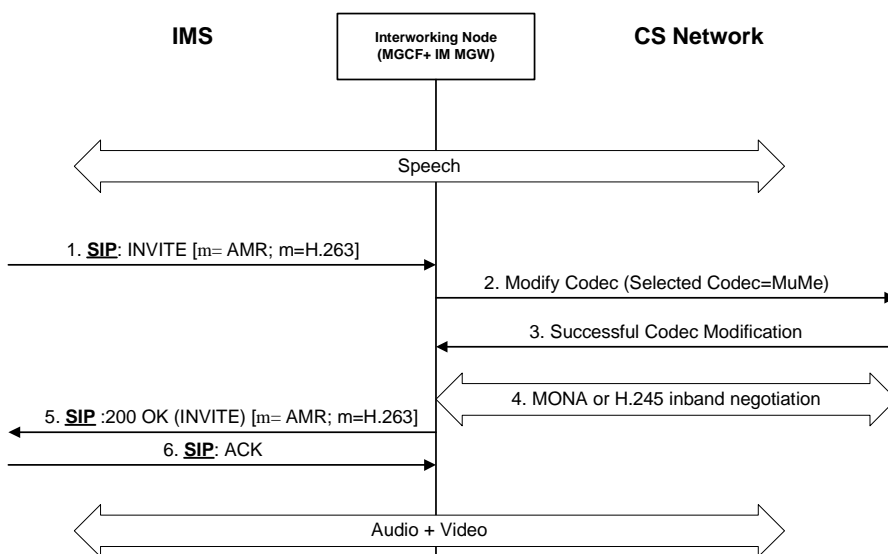 IMS
Interworking Node
(MGCF+ IM MGW)
CS Network
Speech
1. SIP: INVITE [m= AMR; m=H.263]
2. Modify Codec (Selected Codec=MuMe)
3. Successful Codec Modification
4. MONA or H.245 inband negotiation
5. SIP :200 OK (INVITE) [m= AMR; m=H.263]
6. SIP: ACK
Audio + Video